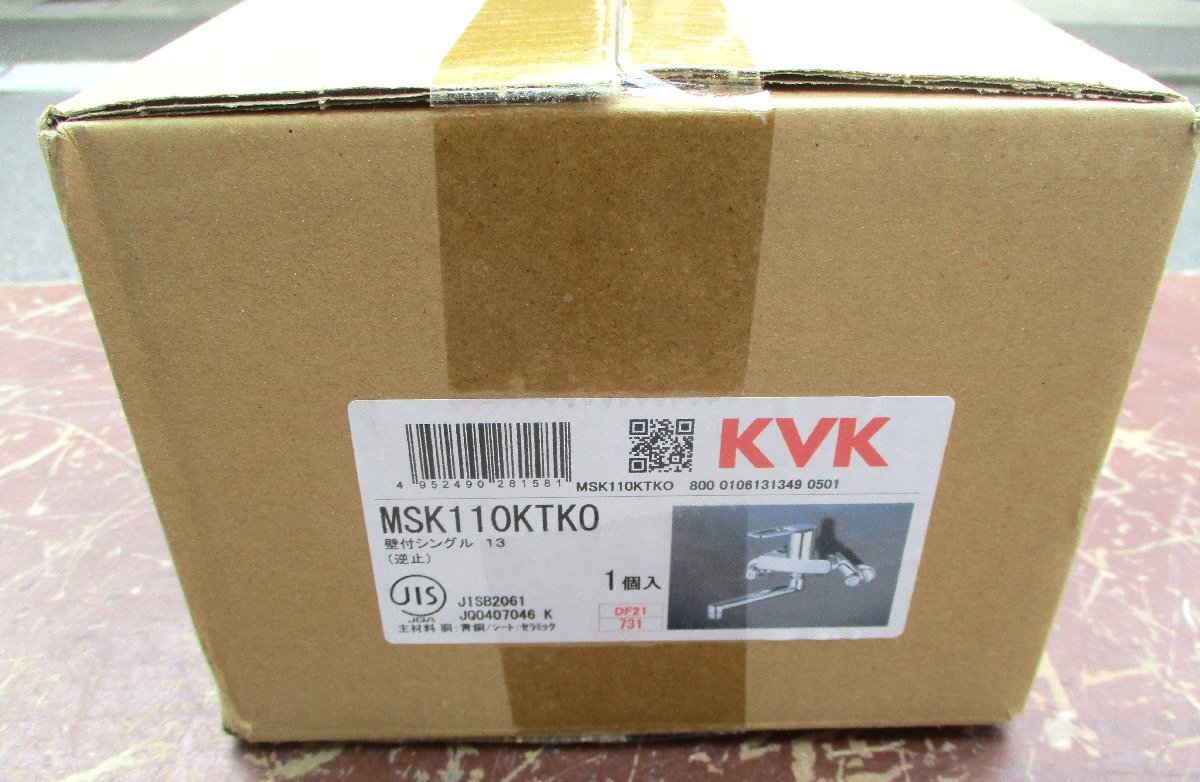 KVK
4 952490 281581
MSK110KTKO 800 0106131349 0501
MSK110KTKO
壁付シングル 13
(逆止)
1個入
JIS
JISB2061
JQA
JQ0407046 K
DF21
731
主材料 胴:青銅/シート:セラミック